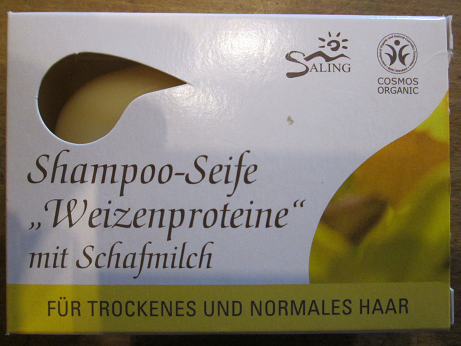 SALING
COSMOS
ORGANIC
Shampoo-Seife
„Weizenproteine“
mit Schafmilch
FÜR TROCKENES UND NORMALES HAAR